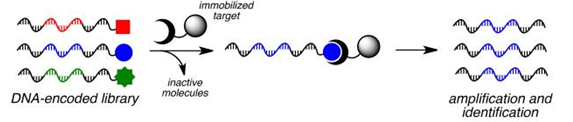 immobilized
target
inactive
molecules
DNA-encoded library
amplification and
identification